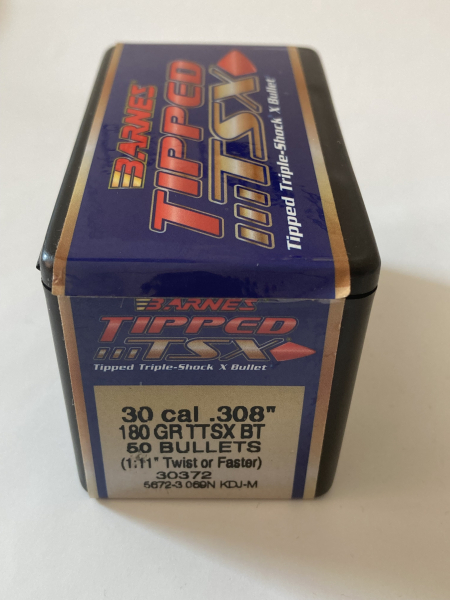 BARNES
TIPPED
TSX
Tipped Triple-Shock X Bullet
BARNES
TIPPED
TSX
Tipped Triple-Shock X Bullet
30 cal .308"
180 GR TTSX BT
50 BULLETS
(1:11" Twist or Faster)
30372
5672-3 069N KDJ-M